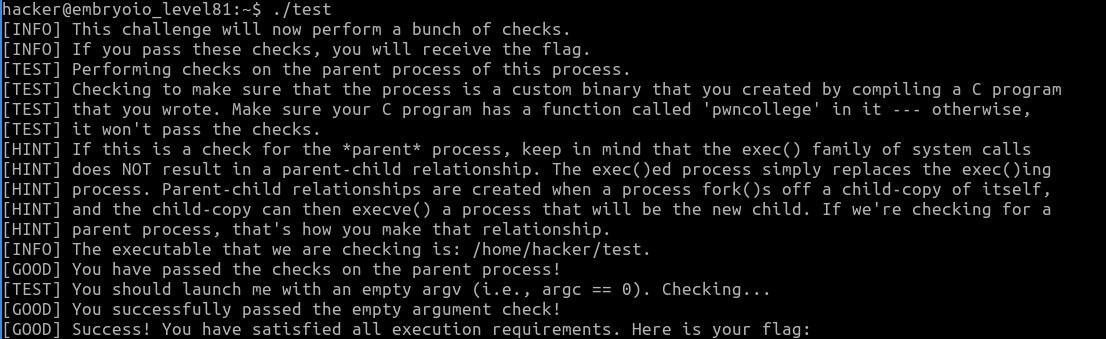 hacker@embryoio_level81:~$ ./test
[INFO] This challenge will now perform a bunch of checks.
[INFO] If you pass these checks, you will receive the flag.
[TEST] Performing checks on the parent process of this process.
[TEST] Checking to make sure that the process is a custom binary that you created by compiling a C program
[TEST] that you wrote. Make sure your C program has a function called 'pwncollege' in it --- otherwise,
[TEST] it won't pass the checks.
[HINT] If this is a check for the *parent* process, keep in mind that the exec() family of system calls
[HINT] does NOT result in a parent-child relationship. The exec()ed process simply replaces the exec()ing
[HINT] process. Parent-child relationships are created when a process fork()s off a child-copy of itself,
[HINT] and the child-copy can then execve() a process that will be the new child. If we're checking for a
[HINT] parent process, that's how you make that relationship.
[INFO] The executable that we are checking is: /home/hacker/test.
[GOOD] You have passed the checks on the parent process!
[TEST] You should launch me with an empty argv (i.e., argc == 0). Checking...
[GOOD] You successfully passed the empty argument check!
[GOOD] Success! You have satisfied all execution requirements. Here is your flag: